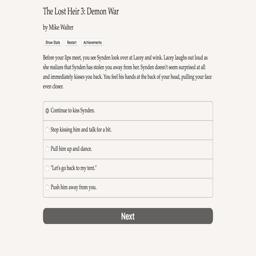 The Lost Heir 3: Demon War
by Mike Walter
Show Stats Restart Achievements
Before your lips meet, you see Synden look over at Lacey and wink. Lacey laughs out loud as
she realizes that Synden has stolen you away from her. Synden doesn't seem surprised at all
and immediately kisses you back. You feel his hands at the back of your head, pulling your face
ever closer.
Continue to kiss Synden.
Stop kissing him and talk for a bit.
Pull him up and dance.
"Let's go back to my tent."
Push him away from you.
Next